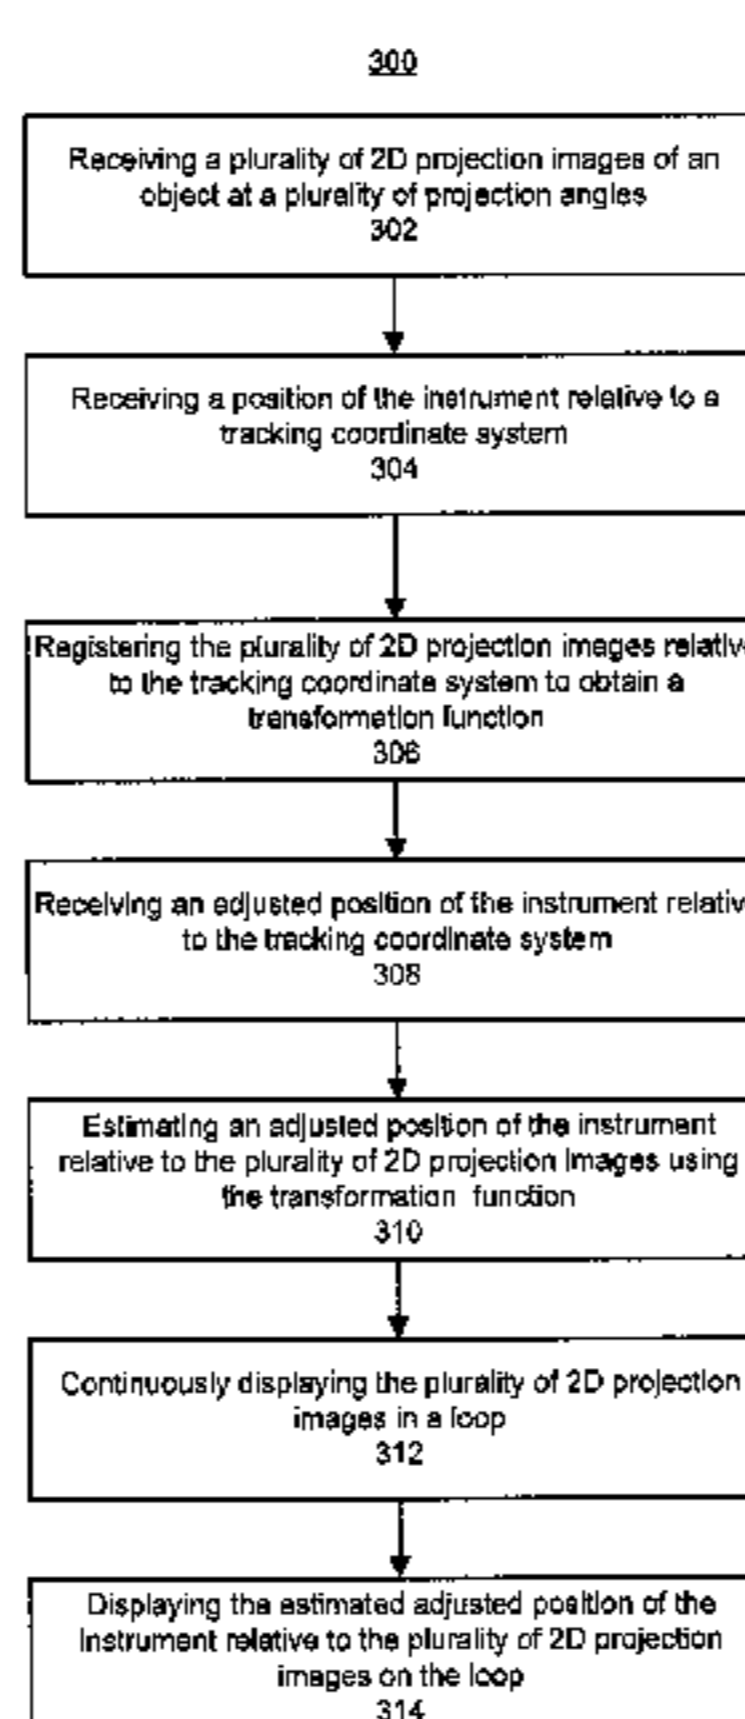 300
Receiving a plurality of 2D projection images of an
object at a plurality of projection angles
302
Receiving a position of the instrument relative to a
tracking coordinate system
304
Registering the plurality of 2D projection images relativ
to the tracking coordinate system to obtain a
transformation function
306
Receiving an adjusted position of the instrument relativ
to the tracking coordinate system
308
Estimating an adjusted position of the instrument
relative to the plurality of 2D projection images using
the transformation function
310
Continuously displaying the plurality of 2D projection
images in a loop
312
Displaying the estimated adjusted position of the
Instrument relative to the plurality of 2D projection
images on the loop
314